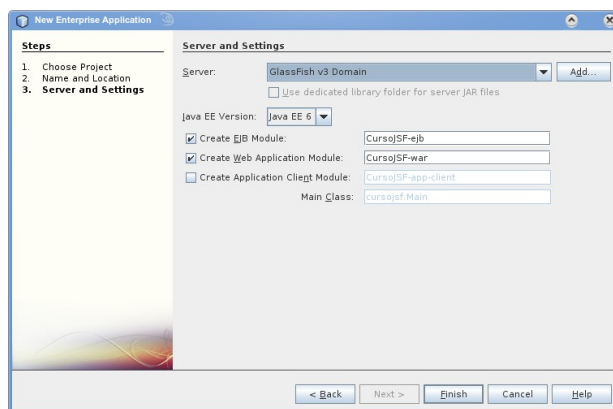 New Enterprise Application
Steps
1. Choose Project
2. Name and Location
3. Server and Settings
Server and Settings
Server: GlassFish v3 Domain Add...
Use dedicated library folder for server JAR files
Java EE Version: Java EE 6
Create EJB Module: CursoJSF-ejb
Create Web Application Module: CursoJSF-war
Create Application Client Module: CursoJSF-app-client
Main Class: cursojsf.Main
< Back Next > Finish Cancel Help